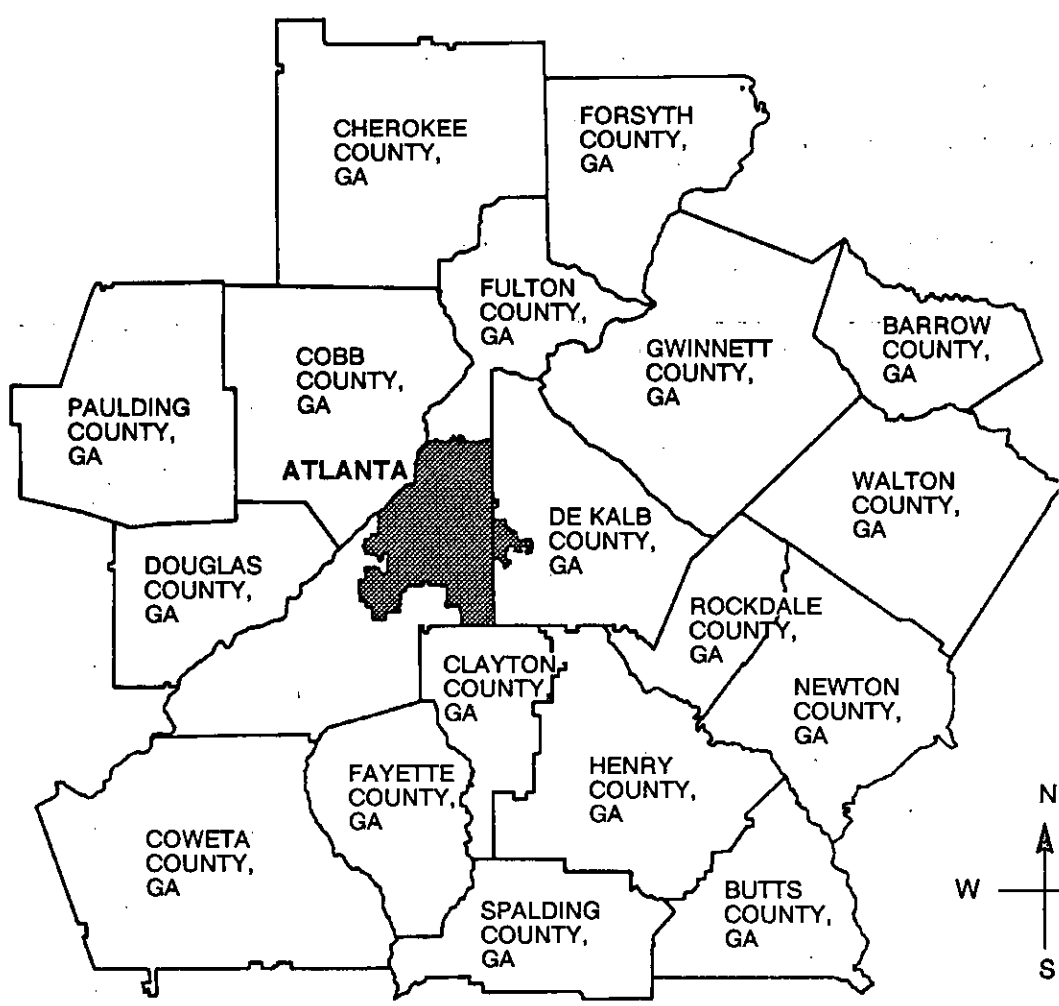 CHEROKEE
COUNTY,
GA
FORSYTH
COUNTY,
GA
FULTON
COUNTY,
GA
BARROW
COUNTY,
GA
GWINNETT
COUNTY,
GA
COBB
COUNTY,
GA
PAULDING
COUNTY,
GA
ATLANTA
WALTON
COUNTY,
GA
DE KALB
COUNTY,
GA
DOUGLAS
COUNTY,
GA
ROCKDALE
COUNTY,
GA
CLAYTON
COUNTY
GA
NEWTON
COUNTY,
GA
FAYETTE
COUNTY,
GA
HENRY
COUNTY,
GA
COWETA
COUNTY,
GA
SPALDING
COUNTY,
GA
BUTTS
COUNTY,
GA
N
W
S